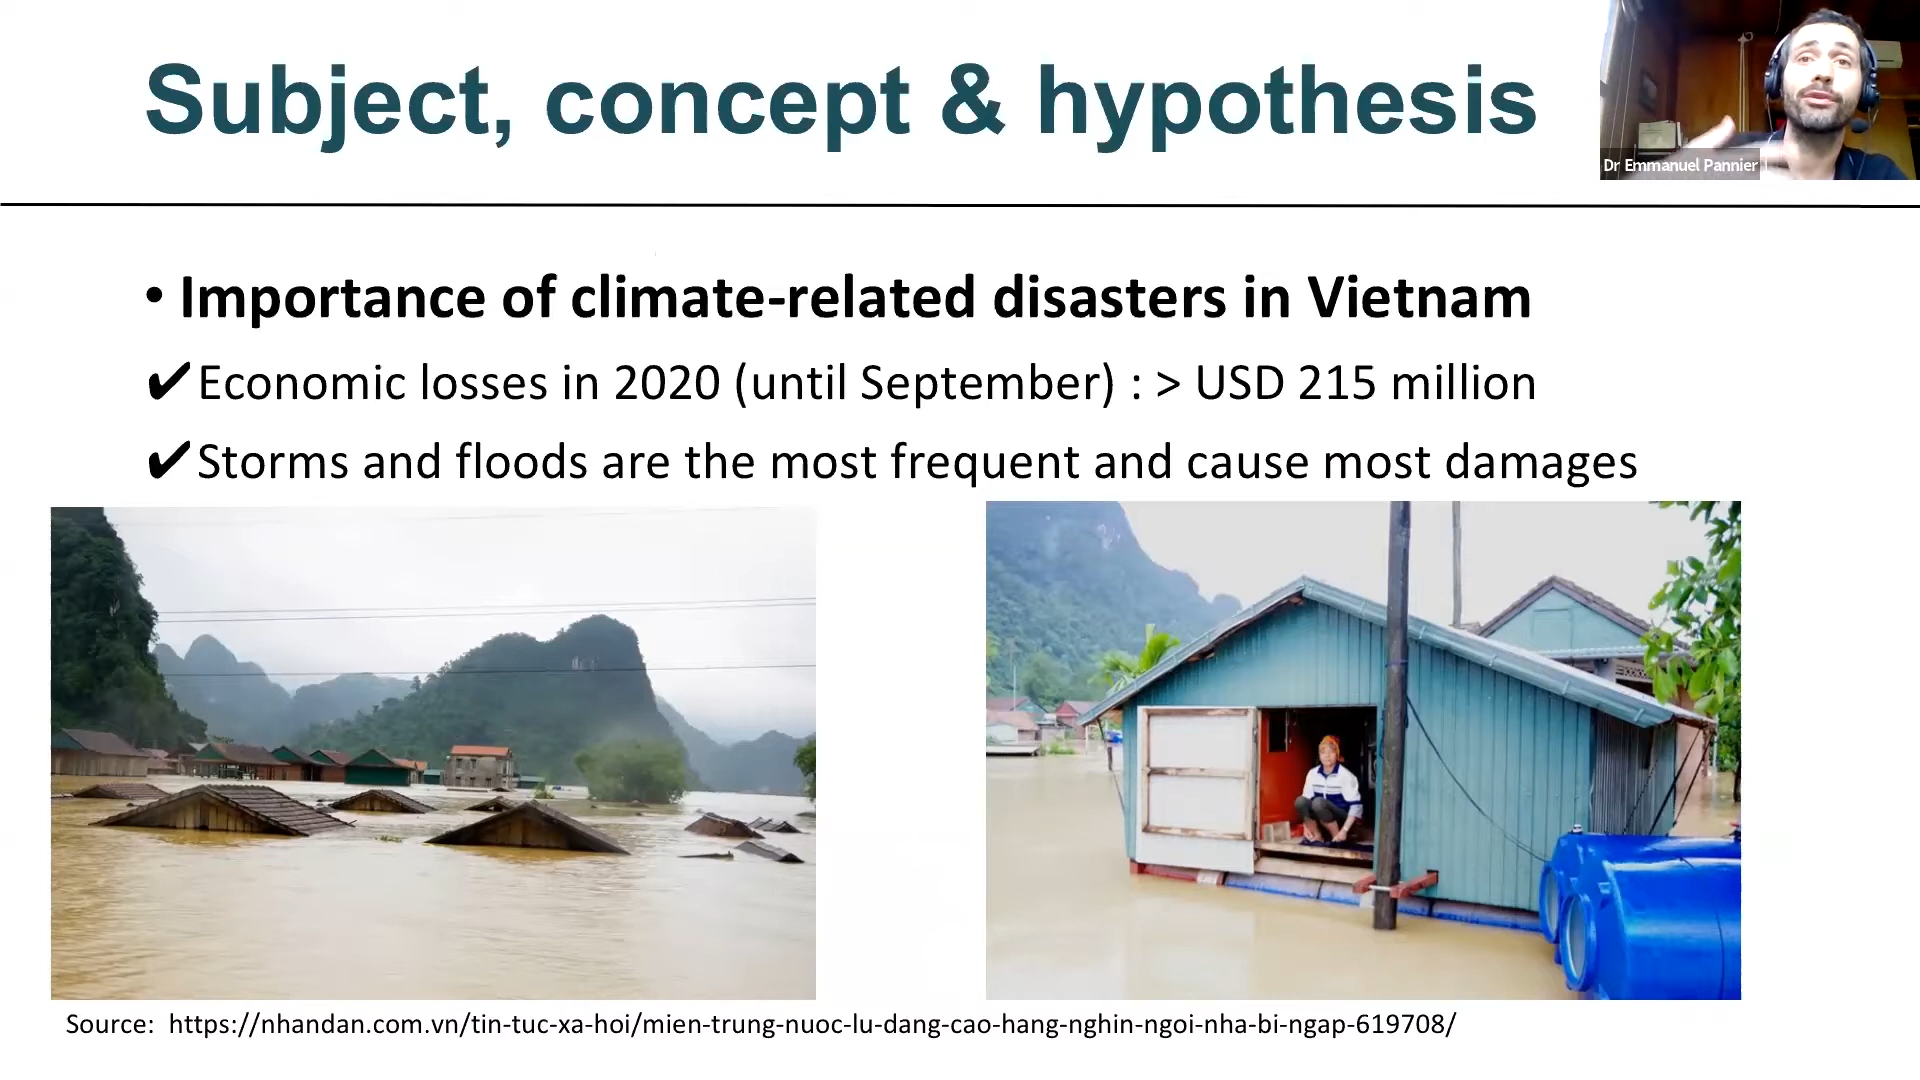 Subject, concept & hypothesis
Dr Emmanuel Pannier
• Importance of climate-related disasters in Vietnam
✔Economic losses in 2020 (until September) : > USD 215 million
✔Storms and floods are the most frequent and cause most damages
Source: https://nhandan.com.vn/tin-tuc-xa-hoi/mien-trung-nuoc-lu-dang-cao-hang-nghin-ngoi-nha-bi-ngap-619708/